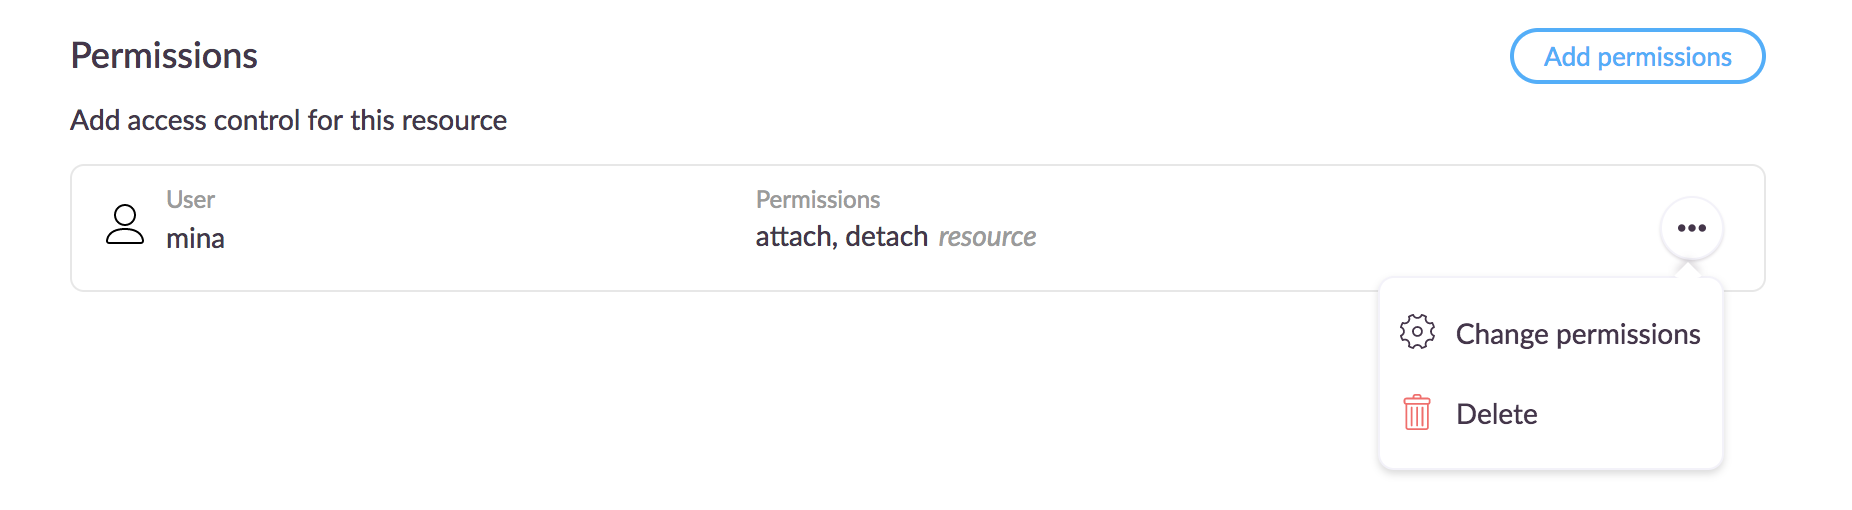 Permissions
Add permissions
Add access control for this resource
User
Permissions
mina
attach, detach resource
Change permissions
Delete